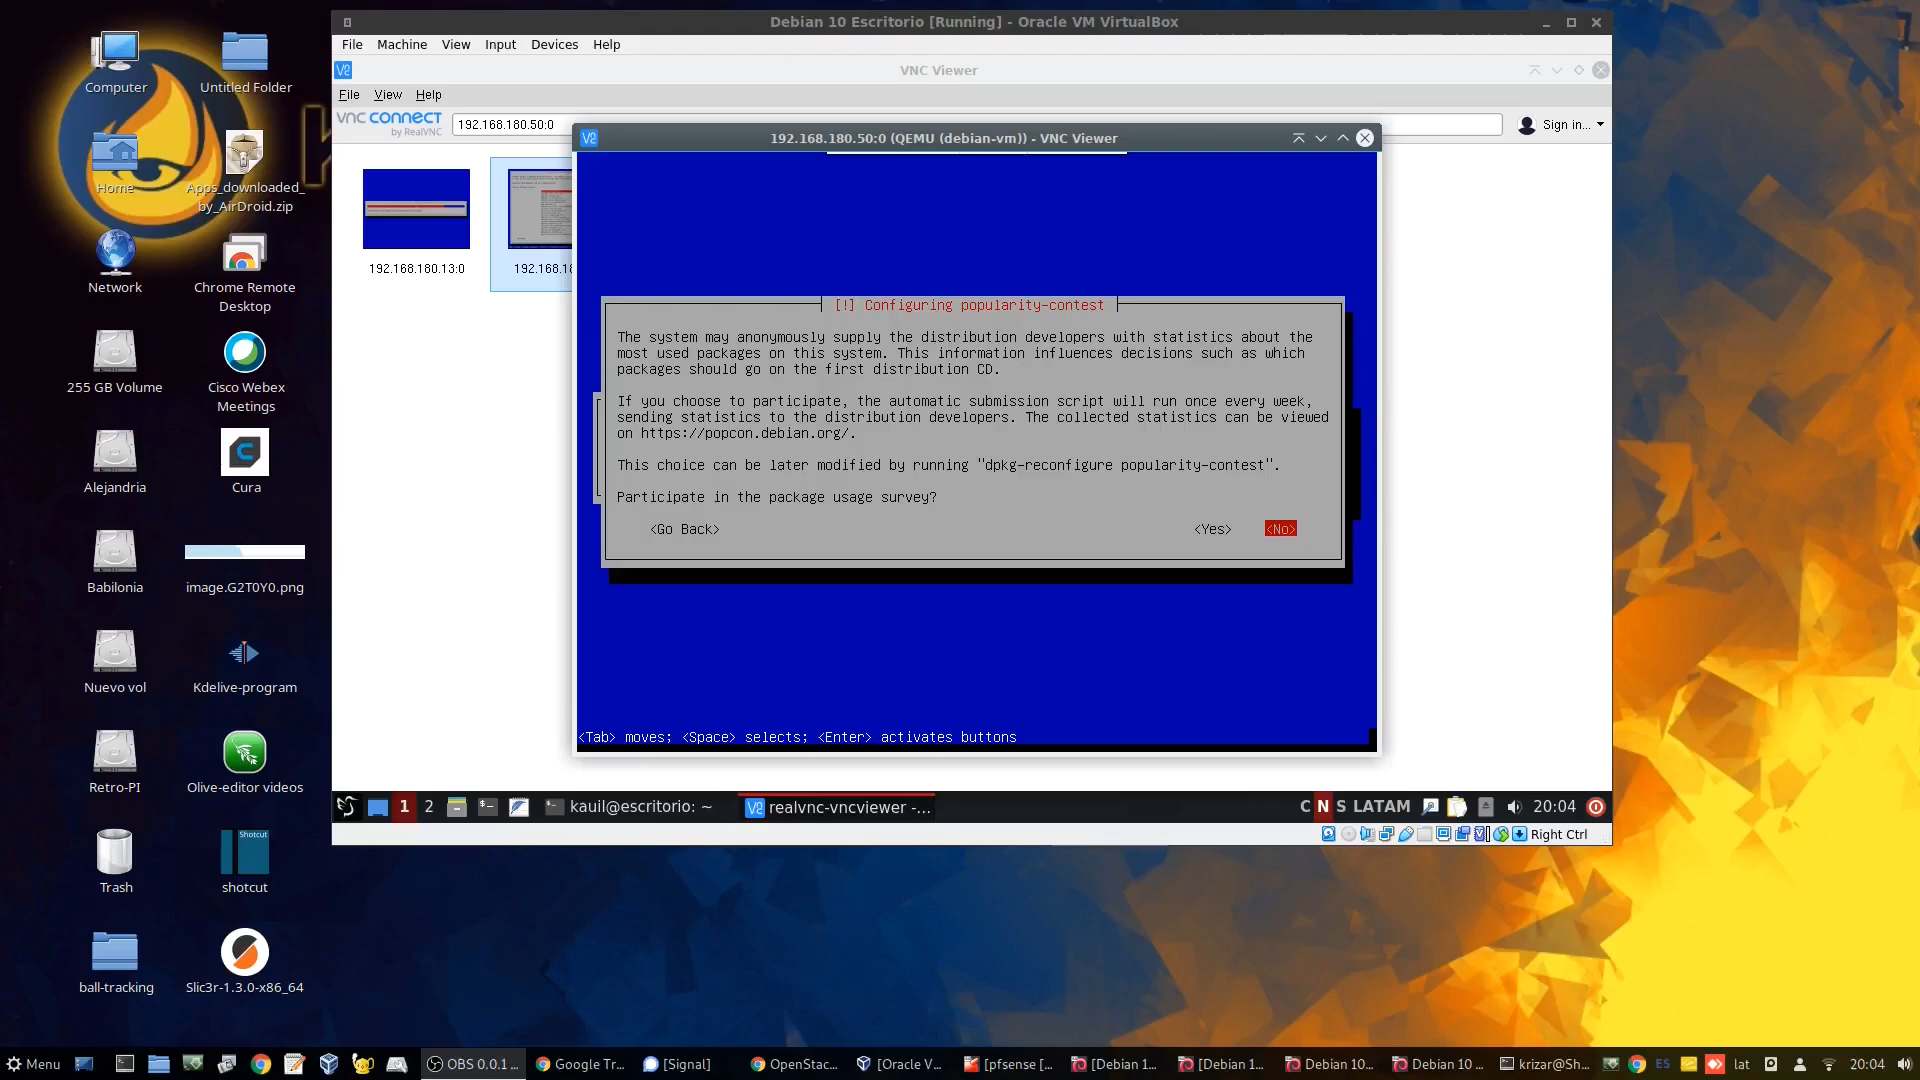 Computer
Untitled Folder
Home
Apps_downloaded_
by_AirDroid.zip
Network
Chrome Remote
Desktop
255 GB Volume
Cisco Webex
Meetings
Alejandria
Cura
Babilonia
image.G2T0Y0.png
Nuevo vol
Kdelive-program
Retro-PI
Olive-editor videos
Trash
Shotcut
shotcut
ball-tracking
Slic3r-1.3.0-x86_64
Debian 10 Escritorio [Running] - Oracle VM VirtualBox
File Machine View Input Devices Help
VNC Viewer
File View Help
vnc connect
by RealVNC
192.168.180.50:0
Sign in...
192.168.180.13:0
192.168.18
192.168.180.50:0 (QEMU (debian-vm)) - VNC Viewer
[!] Configuring popularity-contest
The system may anonymously supply the distribution developers with statistics about the
most used packages on this system. This information influences decisions such as which
packages should go on the first distribution CD.
If you choose to participate, the automatic submission script will run once every week,
sending statistics to the distribution developers. The collected statistics can be viewed
on https://popcon.debian.org/.
This choice can be later modified by running "dpkg-reconfigure popularity-contest".
Participate in the package usage survey?
<Go Back> <Yes> <No>
<Tab> moves; <Space> selects; <Enter> activates buttons
1 2 kauil@escritorio: ~ realvnc-vncviewer -...
C N S LATAM 20:04
Right Ctrl
Menu OBS 0.0.1 ... Google Tr... [Signal] OpenStac... [Oracle V... [pfsense [... [Debian 1... [Debian 1... Debian 10... Debian 10 ... krizar@Sh... ES lat 20:04